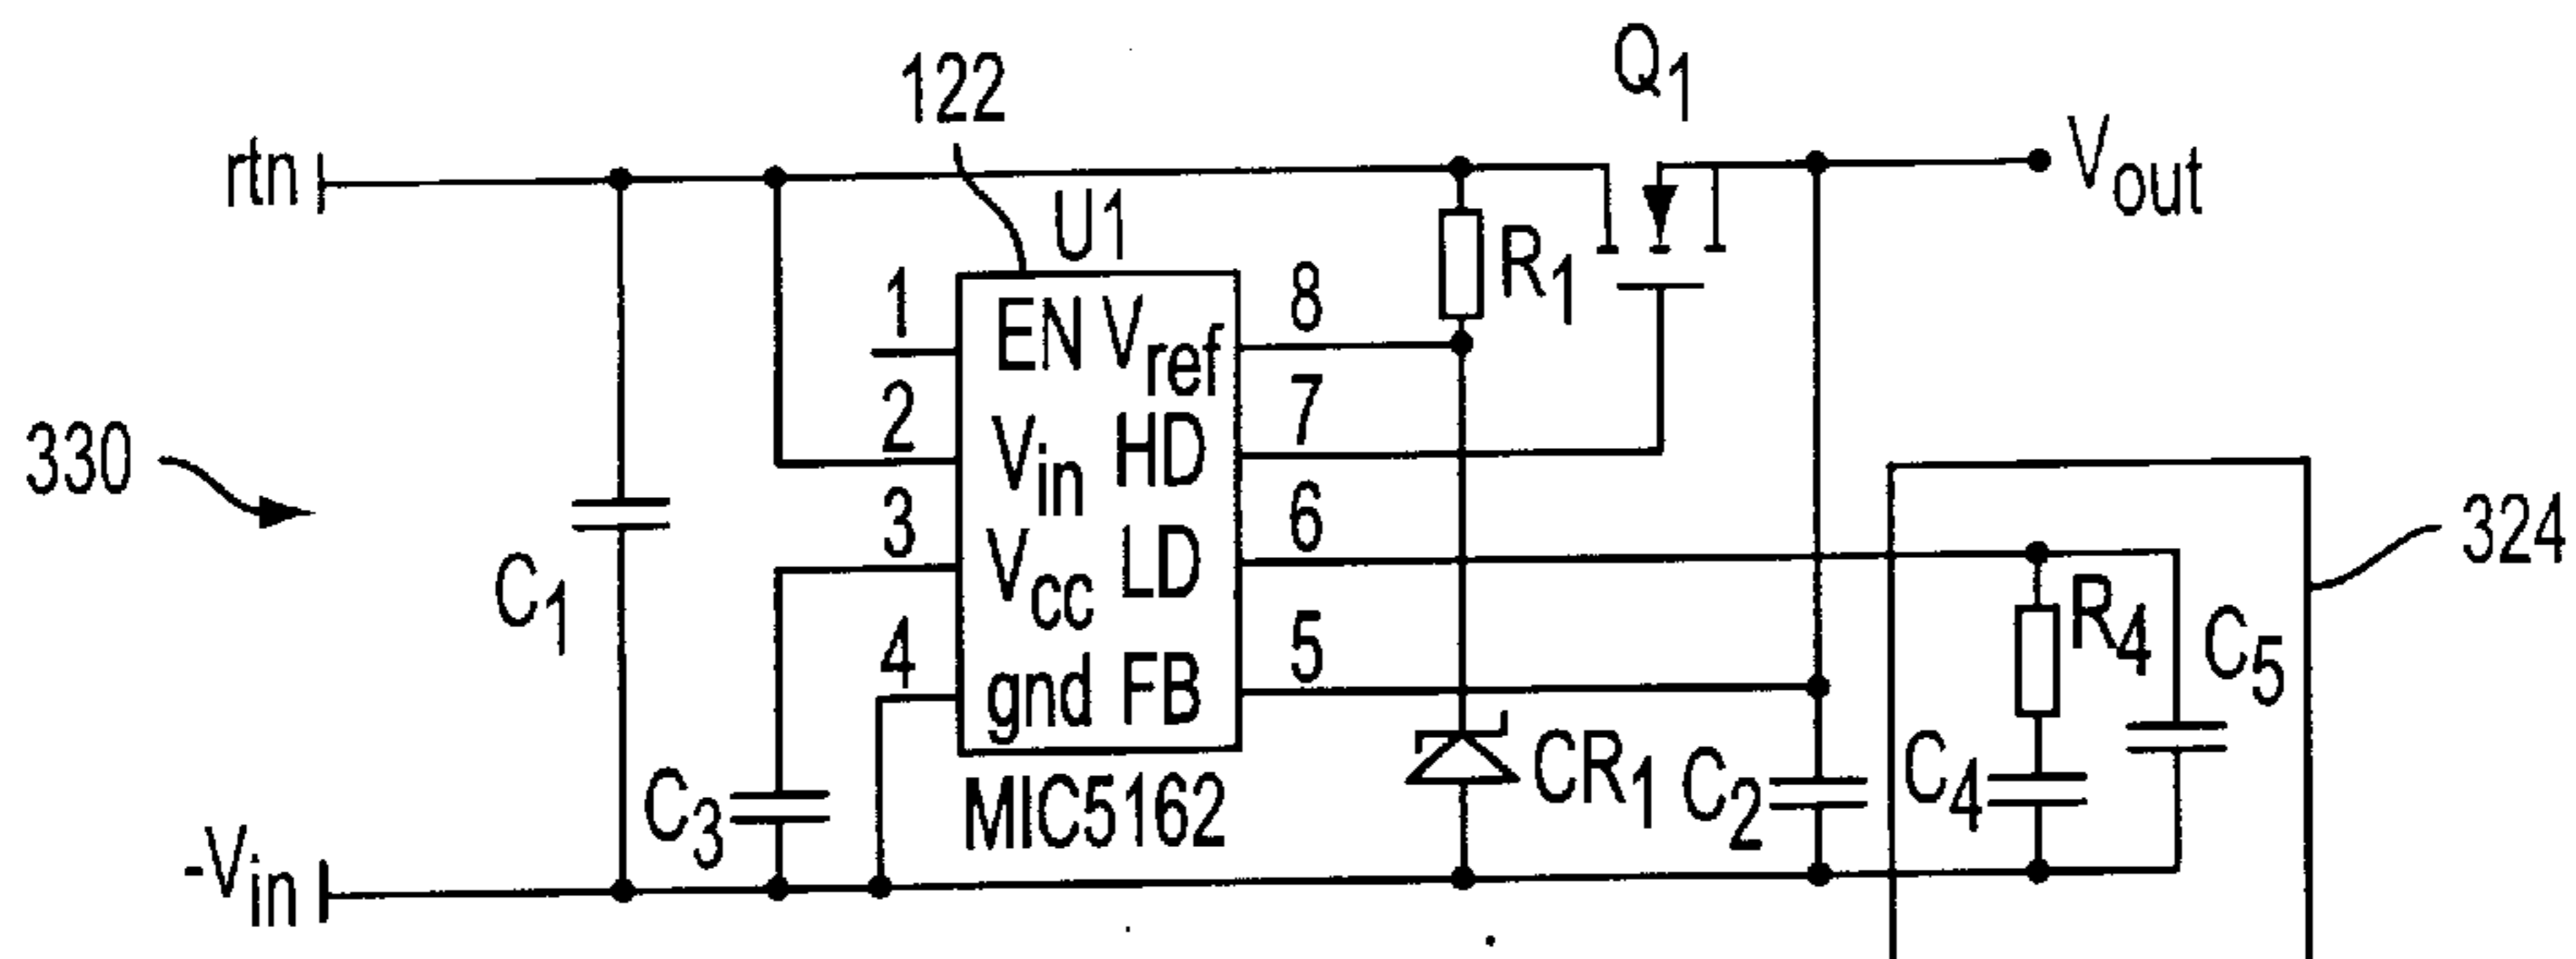 Q1
122
rtn
Vout
U1
R1
1
EN
Vref
8
2
Vin
HD
7
330
3
Vcc
LD
6
324
C1
4
gnd
FB
5
R4
C5
C3
MIC5162
CR1
C2
C4
-Vin